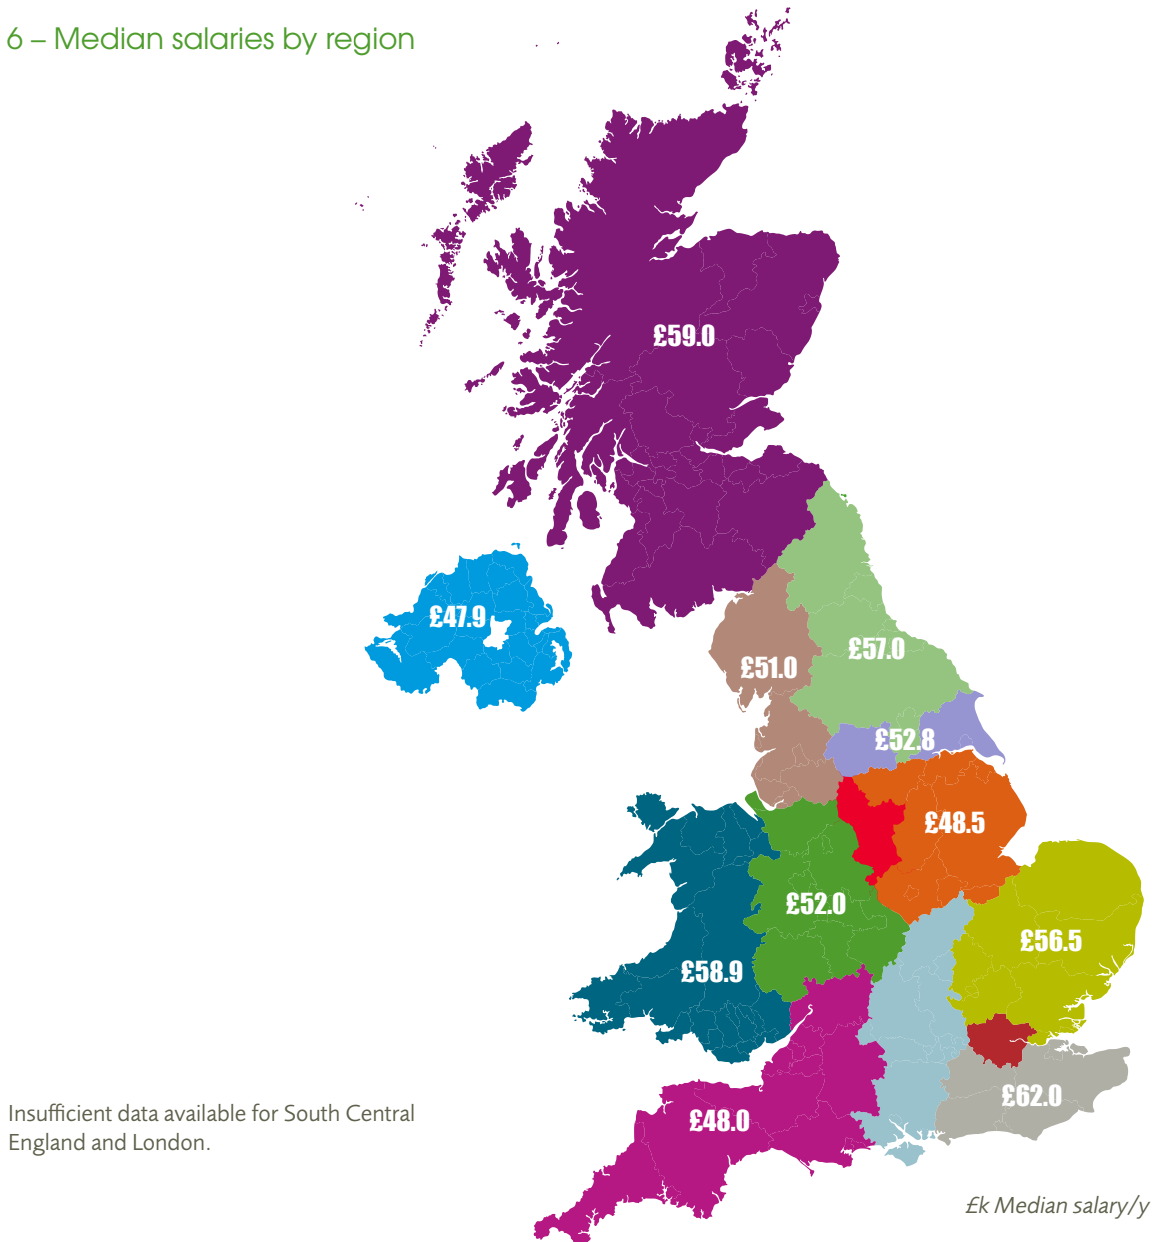 6 – Median salaries by region
£59.0
£47.9
£57.0
£51.0
£52.8
£48.5
£52.0
£56.5
£58.9
£62.0
£48.0
Insufficient data available for South Central
England and London.
£k Median salary/y